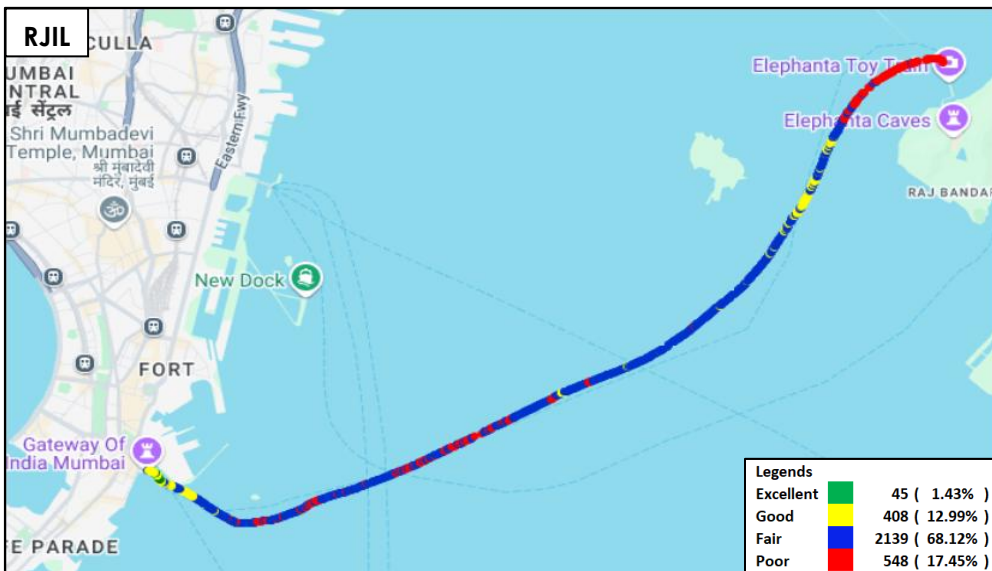 RJIL
CULLA
UMBAI
NTRAL
ई सेंट्रल
Shri Mumbadevi
Temple, Mumbai
श्री मुंबादेवी
मंदिर, मुंबई
Eastern Fwy
New Dock
FORT
Gateway Of
India Mumbai
FE PARADE
Elephanta Toy Train
Elephanta Caves
RAJ BANDAR
Legends
Excellent 45 ( 1.43% )
Good 408 ( 12.99% )
Fair 2139 ( 68.12% )
Poor 548 ( 17.45% )